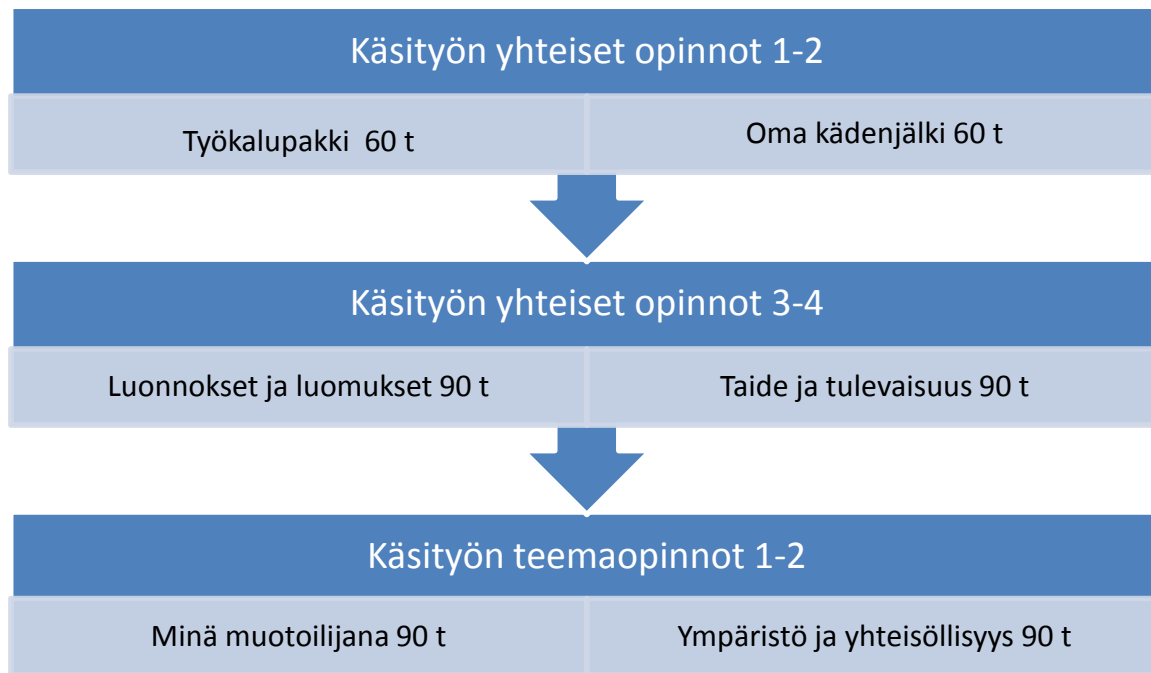 Käsityön yhteiset opinnot 1-2
Työkalupakki  60 t
Oma kädenjälki 60 t
Käsityön yhteiset opinnot 3-4
Luonnokset ja luomukset 90 t
Taide ja tulevaisuus 90 t
Käsityön teemaopinnot 1-2
Minä muotoilijana 90 t
Ympäristö ja yhteisöllisyys 90 t